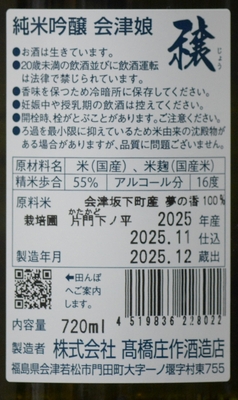 純米吟醸 会津娘
穣
じょう
●お酒は生きています。
●20歳未満の飲酒並びに飲酒運転
は法律で禁じられています。
●香味を保つため冷暗所に保存してください。
●妊娠中や授乳期の飲酒は控えてください。
●開栓時、栓がとぶことがあります。ご注意ください。
●ろ過を最小限に抑えているため米由来の沈殿物
がある場合がありますが、品質に問題ありません。
原材料名 米(国産)、米麹(国産米)
精米歩合 55% アルコール分 16度
原料米 会津坂下町産 夢の香 100%
かたかど
栽培圃 片門下ノ平 2025年産
2025.11 仕込
製造年月 2025.12 蔵出
←田んぼ
へご案内
します。
内容量 720ml
4 519836 228022
製造者 株式会社 髙橋庄作酒造店
福島県会津若松市門田町大字一ノ堰字村東755